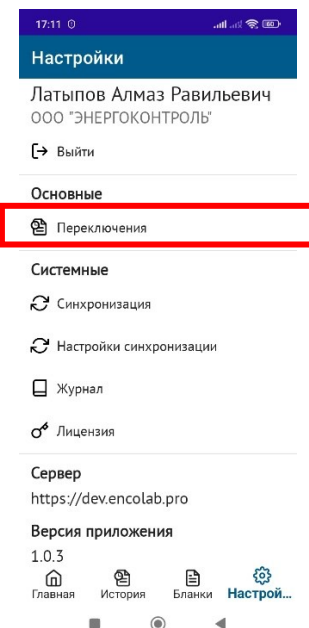 17:11
60
Настройки
Латыпов Алмаз Равильевич
ООО "ЭНЕРГОКОНТРОЛЬ"
Выйти
Основные
Переключения
Системные
Синхронизация
Настройки синхронизации
Журнал
Лицензия
Сервер
https://dev.encolab.pro
Версия приложения
1.0.3
Главная История Бланки Настрой...